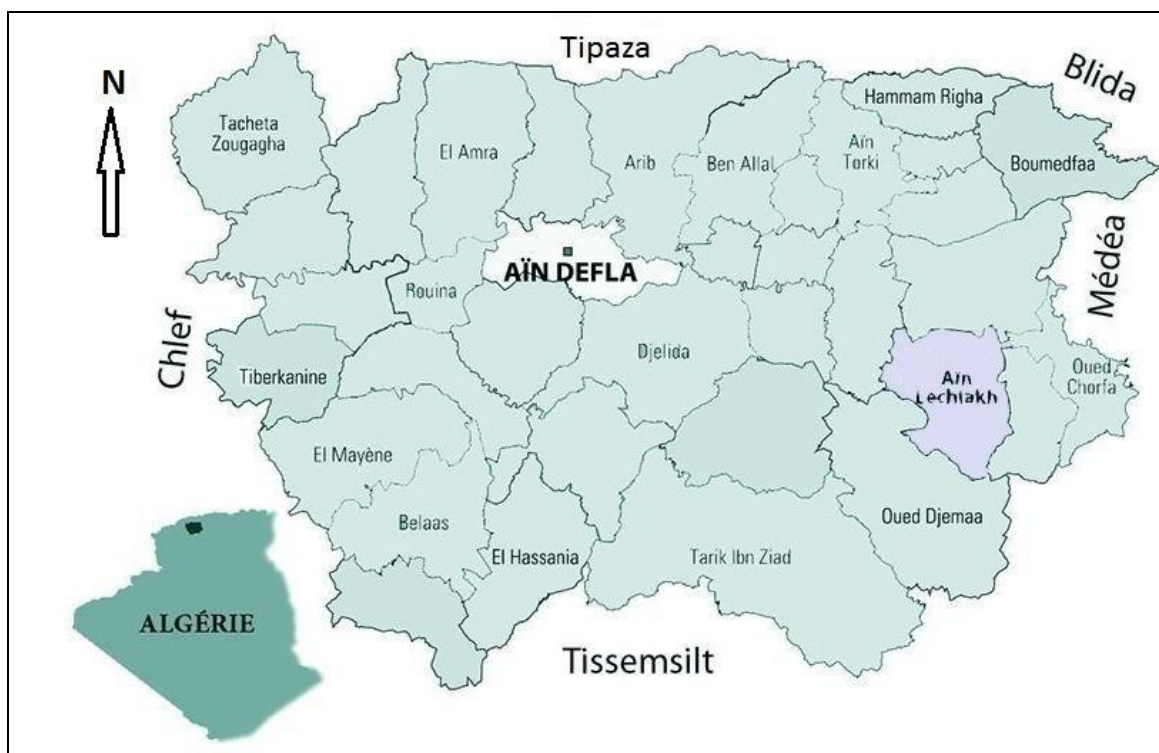 Tipaza
Blida
N
Hammam Righa
Tacheta
Zougagha
El Amra
Arib
Ben Allal
Aïn
Torki
Boumedfaa
Médéa
AÏN DEFLA
Rouina
Chlef
Djelida
Tiberkanine
Aïn
Lechiakh
Oued
Chorfa
El Mayène
Belaas
El Hassania
Tarik Ibn Ziad
Oued Djemaa
ALGÉRIE
Tissemsilt